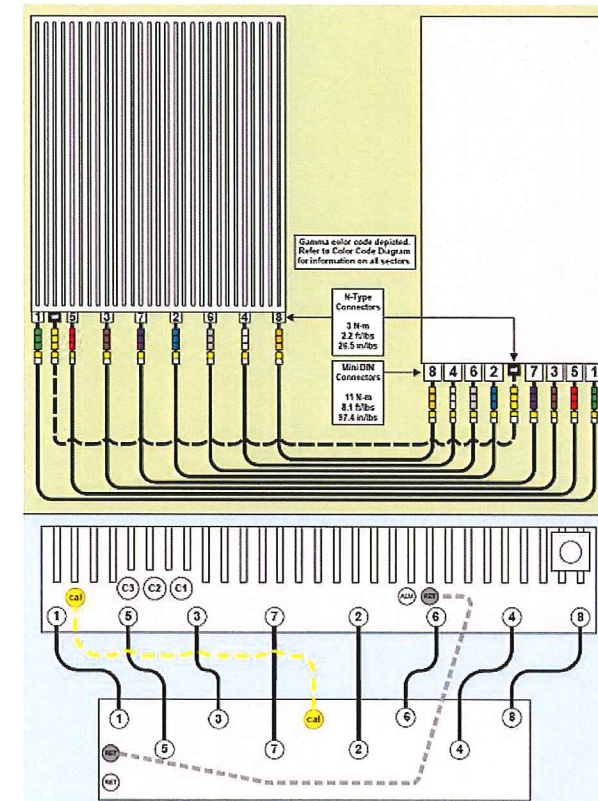 Gamma color code depicted.
Refer to Color Code Diagram
for information on all sectors
1 5 3 7 2 6 4 8
N-Type
Connectors
3 N-m
2.2 ft/lbs
26.5 in/lbs
Mini DIN
Connectors
11 N-m
8.1 ft/lbs
97.4 in/lbs
8 4 6 2 7 3 5 1
cal
C3 C2 C1
ALM RET
1 5 3 7 2 6 4 8
1 3 cal 6 8
RET 5 7 2 4
RET